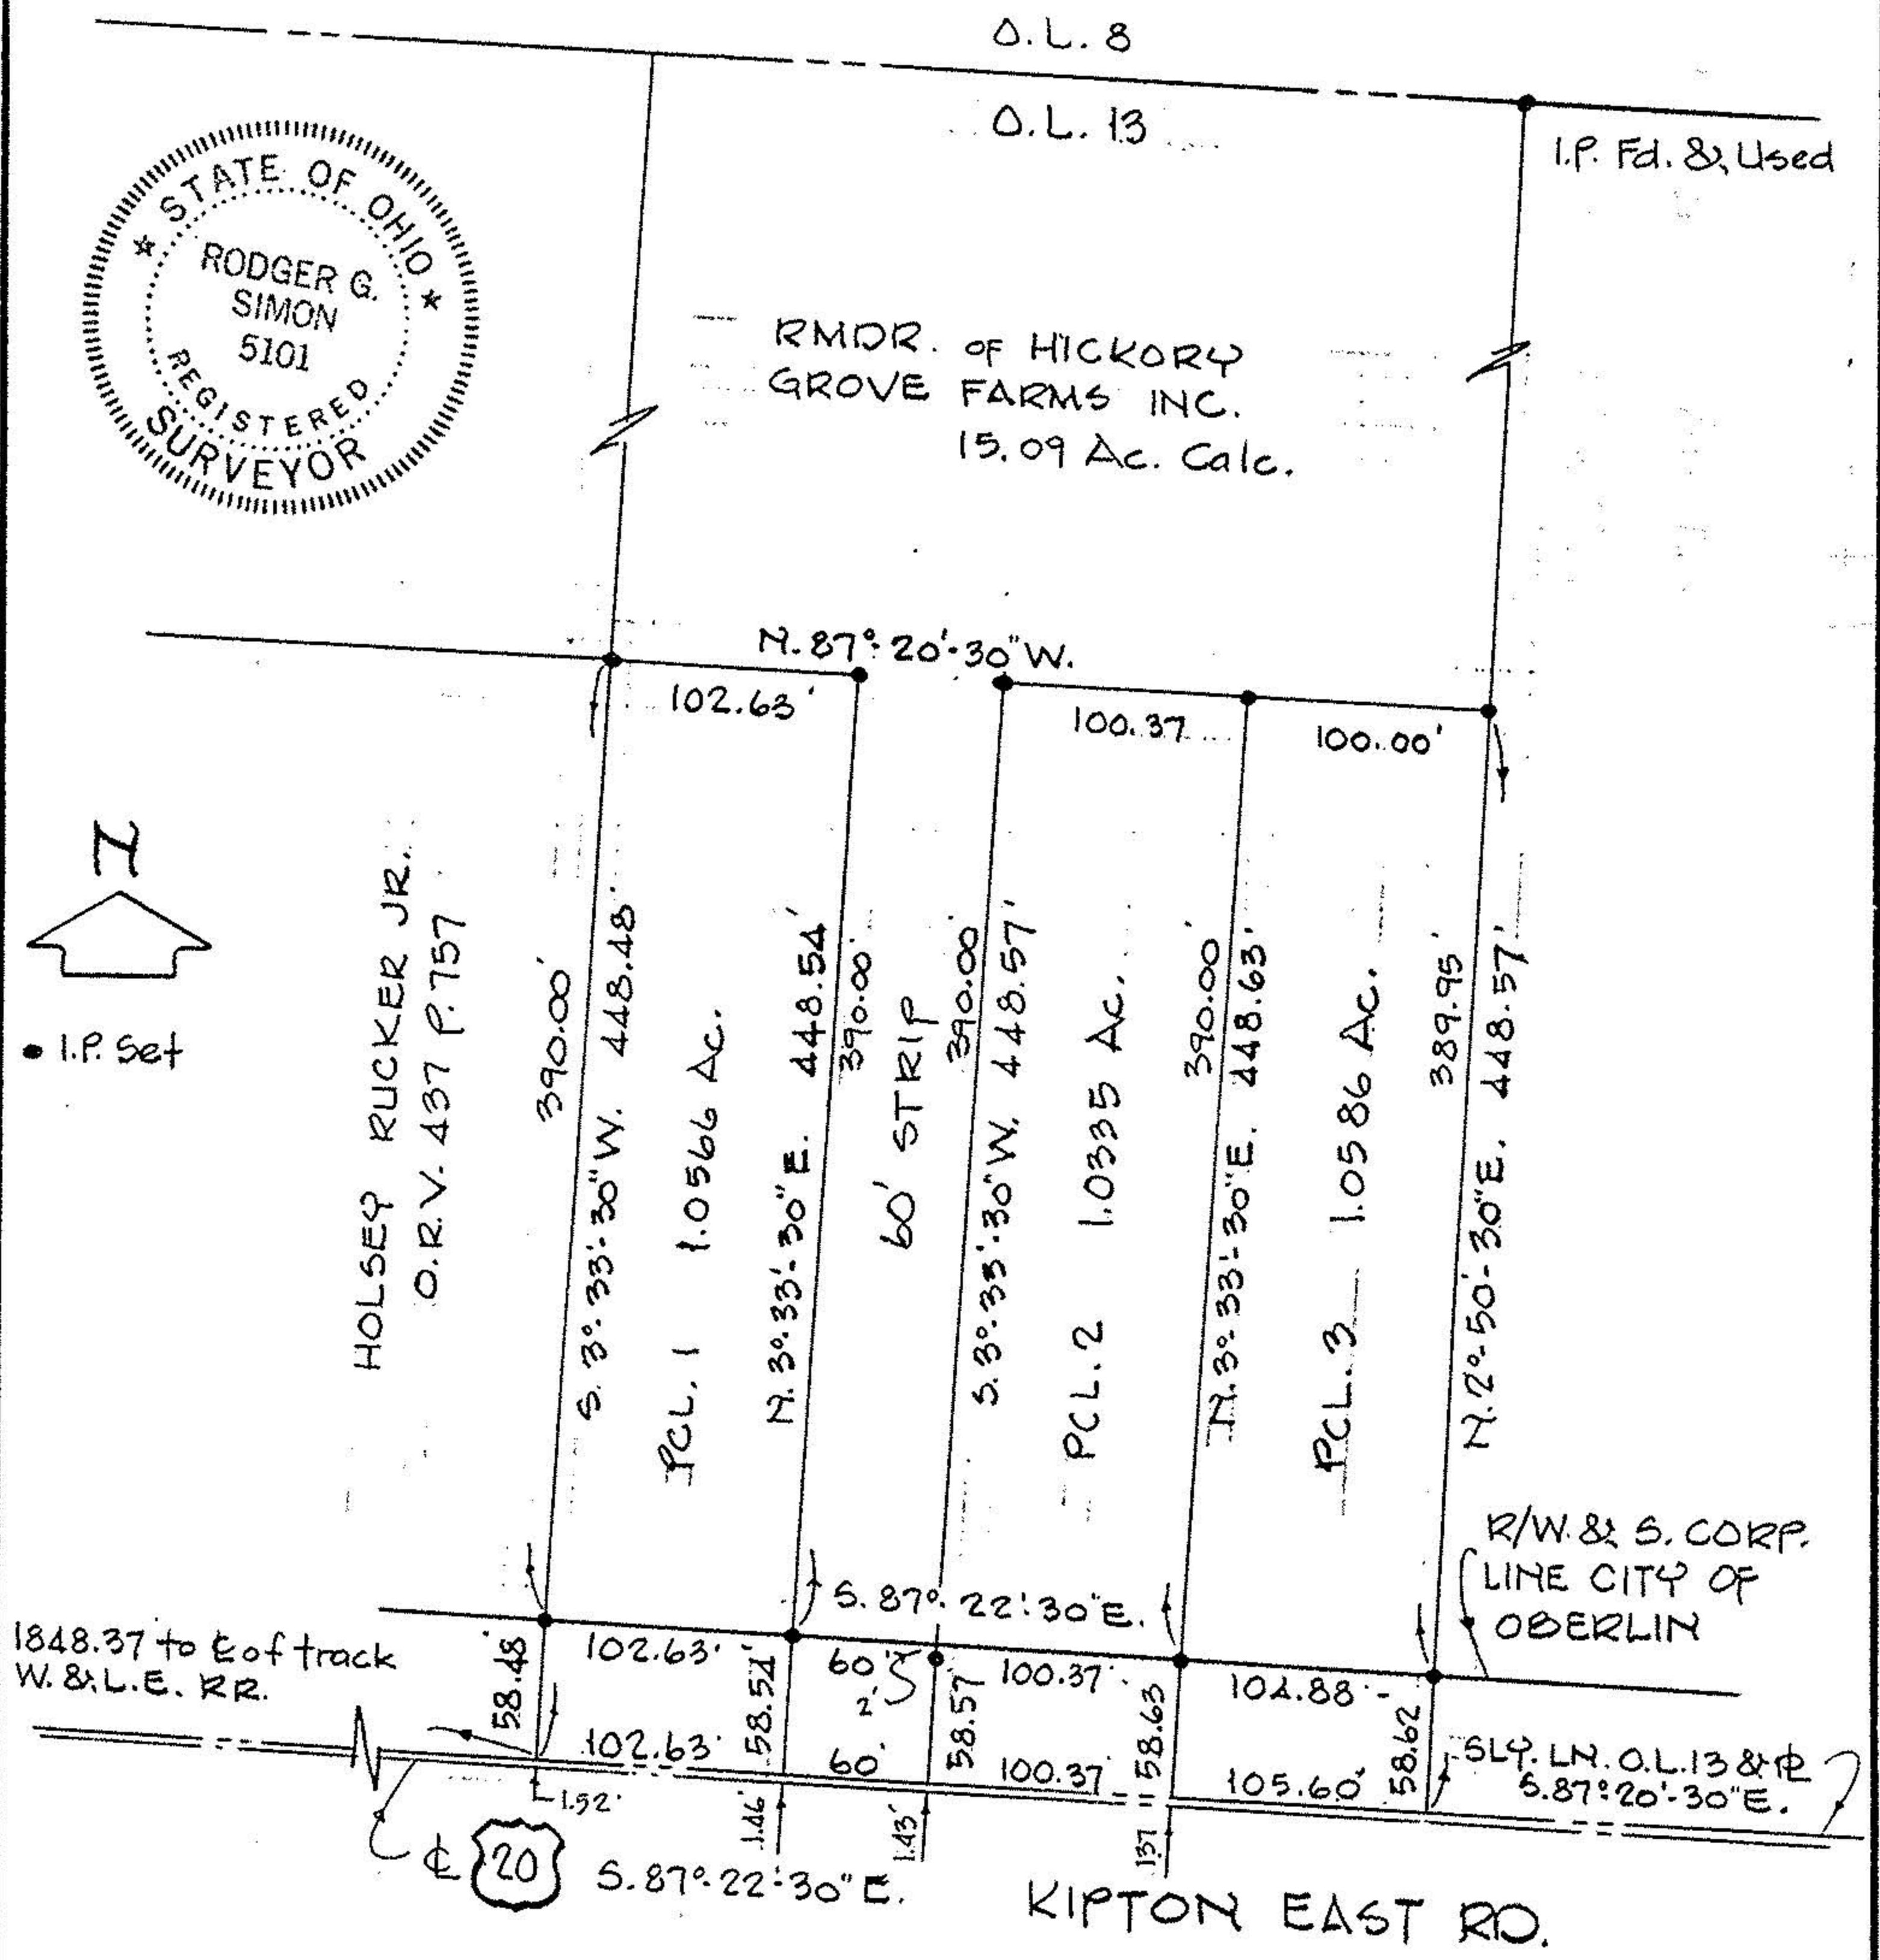 O.L. 8
O.L. 13
I.P. Fd. & Used
STATE OF OHIO
RODGER G.
SIMON
5101
REGISTERED
SURVEYOR
RMDR. OF HICKORY
GROVE FARMS INC.
15.09 Ac. Calc.
N. 87°-20'-30"W.
102.63'
100.37
100.00'
N
• I.P. Set
HOLSEY RUCKER JR.
O.R.V. 437 P. 757
390.00'
S. 3°-33'-30"W. 448.48'
PCL. 1 1.0566 Ac.
N. 3°-33'-30"E. 448.54'
390.00'
60' STRIP
390.00'
S. 3°-33'-30"W. 448.57'
PCL. 2 1.0335 Ac.
390.00'
N. 3°-33'-30"E. 448.63'
PCL. 3 1.0586 Ac.
389.95'
N. 2°-50'-30"E. 448.57'
R/W. & S. CORP.
LINE CITY OF
OBERLIN
S. 87°-22'-30"E.
1848.37 to ℄ of track
W. & L.E. RR.
58.48'
102.63'
58.54'
60'
2'
58.57'
100.37'
58.63
58.62
102.63'
60'
100.37
105.60'
SLY. LN. O.L. 13 & ⅊
S. 87°-20'-30"E.
1.52'
1.46'
1.43'
1.37
℄ 20 S. 87°-22'-30"E.
KIPTON EAST RD.